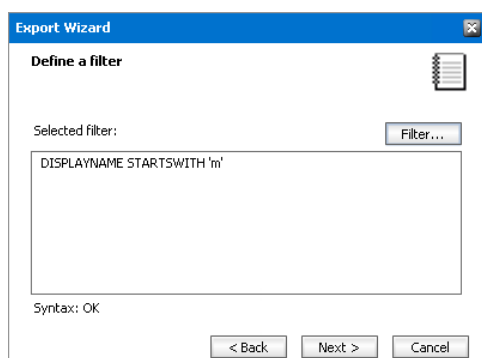 Export Wizard
Define a filter
Selected filter:
Filter...
DISPLAYNAME STARTSWITH 'm'
Syntax: OK
< Back
Next >
Cancel